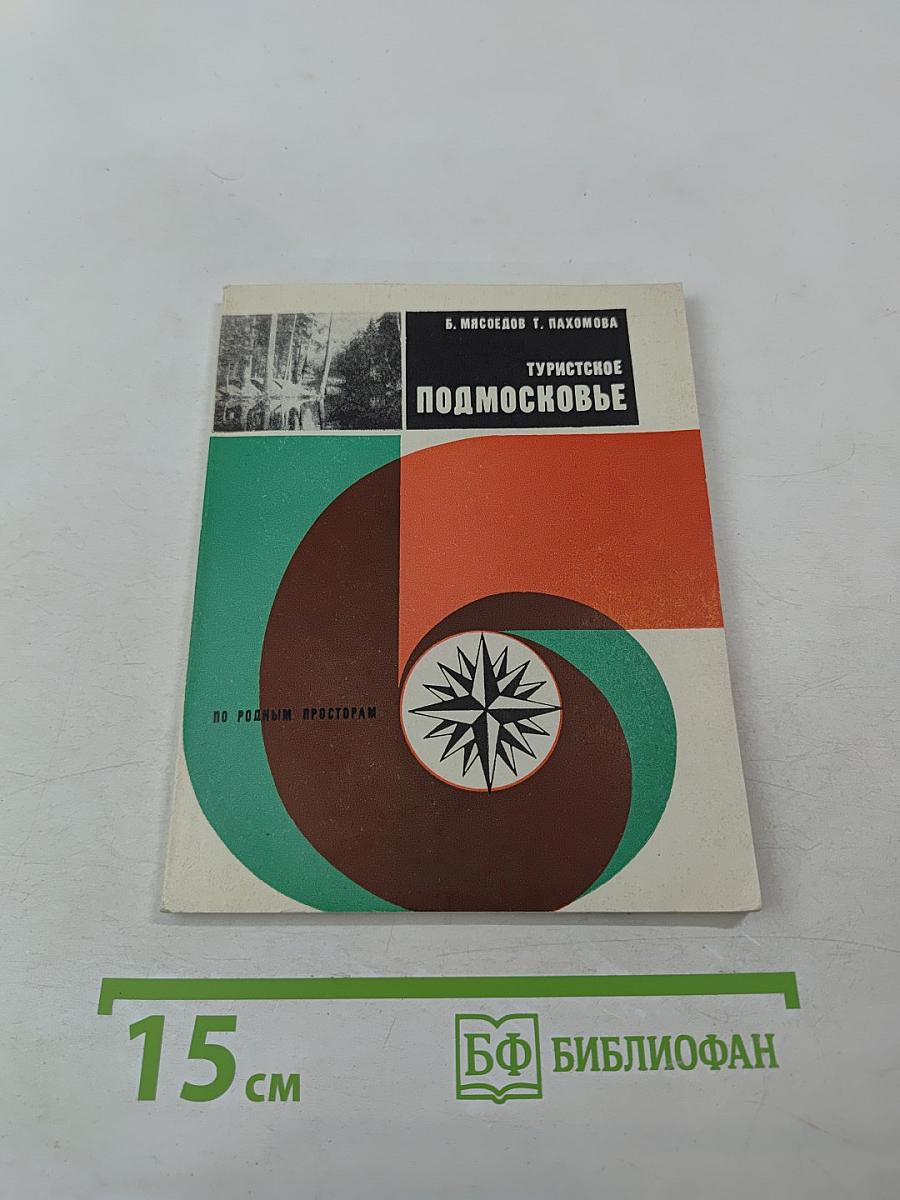 Б. МЯСОЕДОВ Т. ПАХОМОВА
ТУРИСТСКОЕ
ПОДМОСКОВЬЕ
ПО РОДНЫМ ПРОСТОРАМ
15 см
БФ БИБЛИОФАН